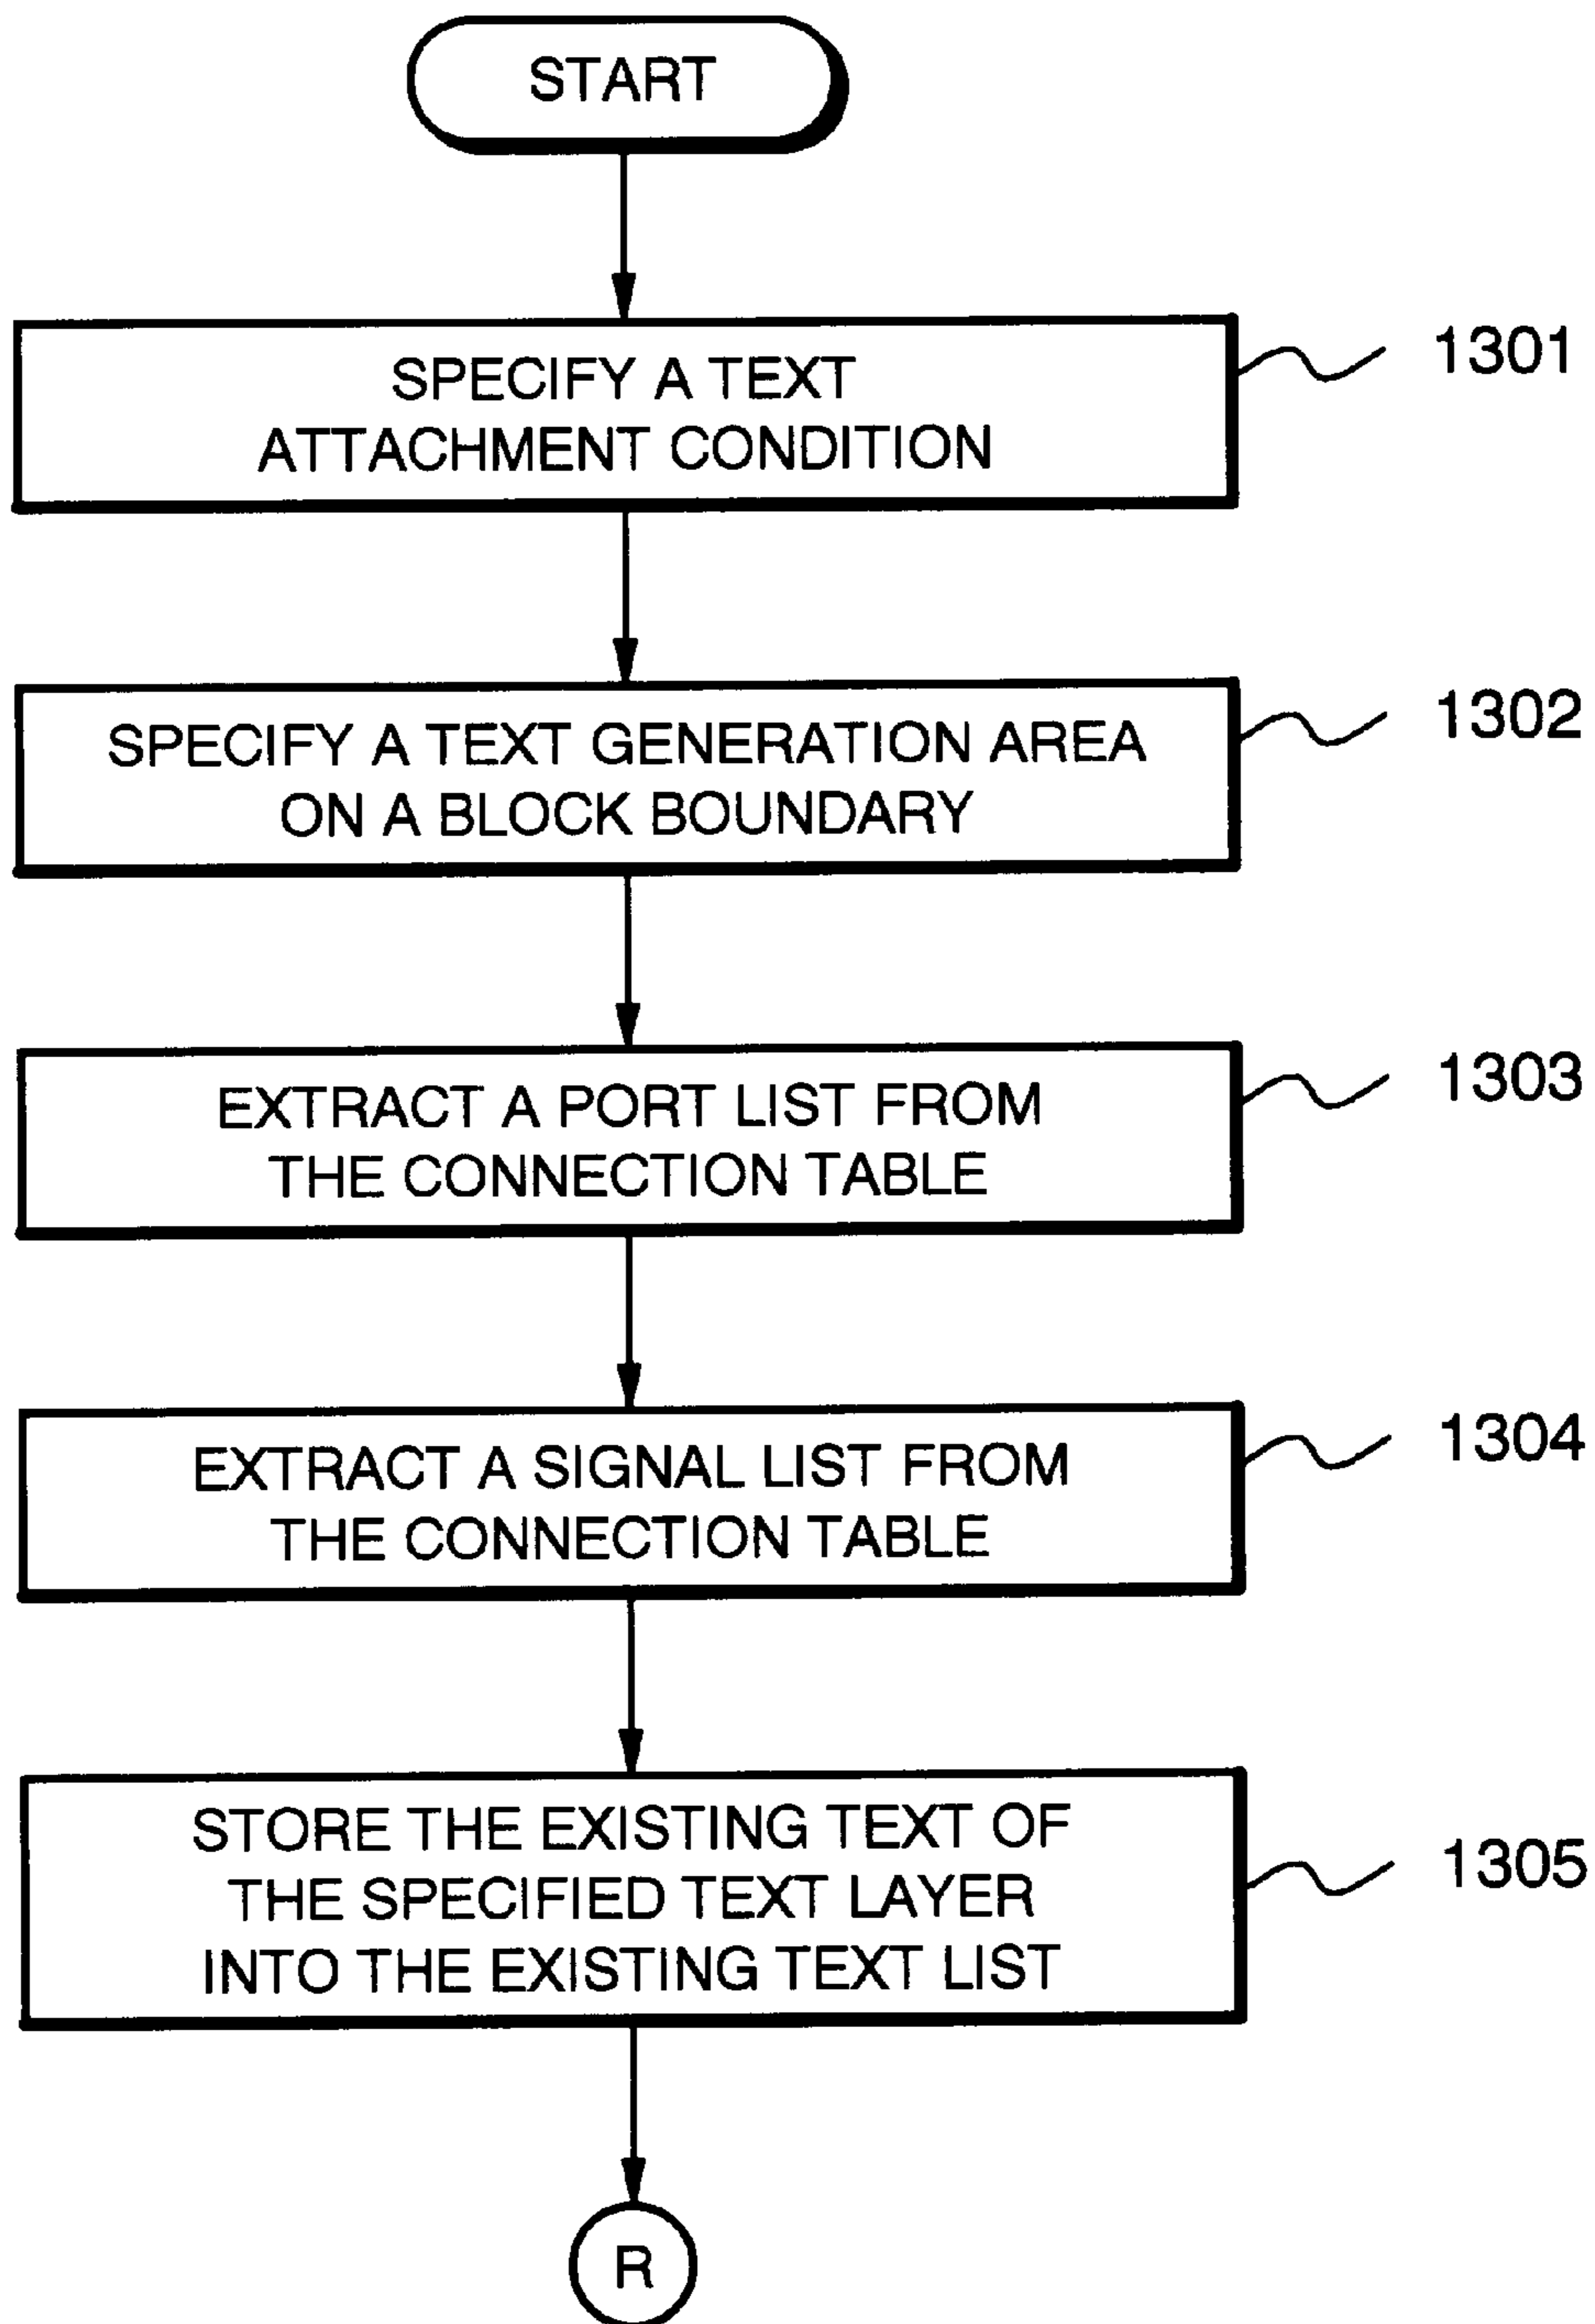 START
SPECIFY A TEXT
ATTACHMENT CONDITION
1301
SPECIFY A TEXT GENERATION AREA
ON A BLOCK BOUNDARY
1302
EXTRACT A PORT LIST FROM
THE CONNECTION TABLE
1303
EXTRACT A SIGNAL LIST FROM
THE CONNECTION TABLE
1304
STORE THE EXISTING TEXT OF
THE SPECIFIED TEXT LAYER
INTO THE EXISTING TEXT LIST
1305
R